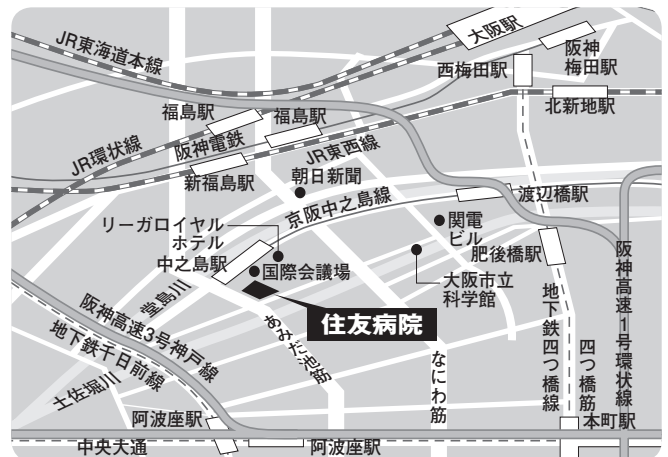 大阪駅
JR東海道本線
阪神
梅田駅
西梅田駅
北新地駅
福島駅
福島駅
阪神電鉄
JR環状線
JR東西線
新福島駅
朝日新聞
京阪中之島線
渡辺橋駅
リーガロイヤル
ホテル
関電
ビル
肥後橋駅
中之島駅
国際会議場
大阪市立
科学館
堂島川
住友病院
阪神高速3号神戸線
地下鉄千日前線
土佐堀川
あみだ池筋
なにわ筋
地下鉄四つ橋線
四つ橋筋
阪神高速1号環状線
阿波座駅
本町駅
中央大通
阿波座駅